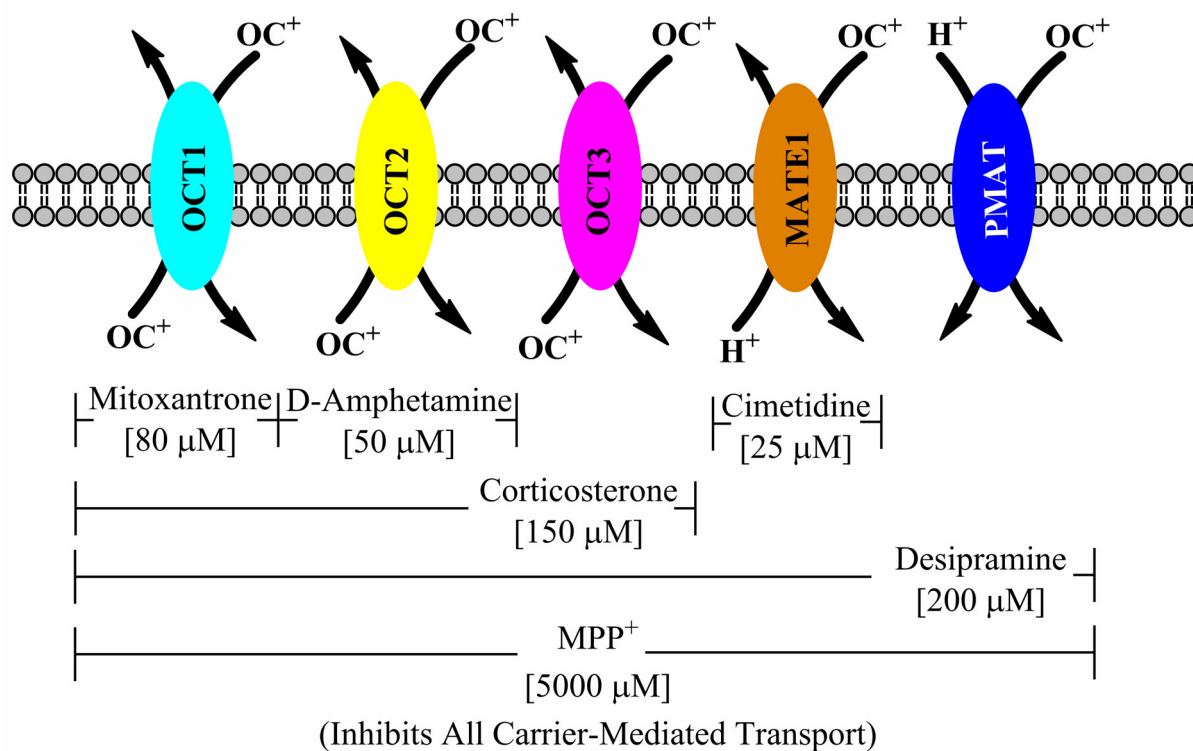 OC⁺ OC⁺ OC⁺ OC⁺ H⁺ OC⁺
OCT1 OCT2 OCT3 MATE1 PMAT
OC⁺ OC⁺ OC⁺ H⁺
Mitoxantrone D-Amphetamine Cimetidine
[80 μM] [50 μM] [25 μM]
Corticosterone
[150 μM]
Desipramine
[200 μM]
MPP⁺
[5000 μM]
(Inhibits All Carrier-Mediated Transport)